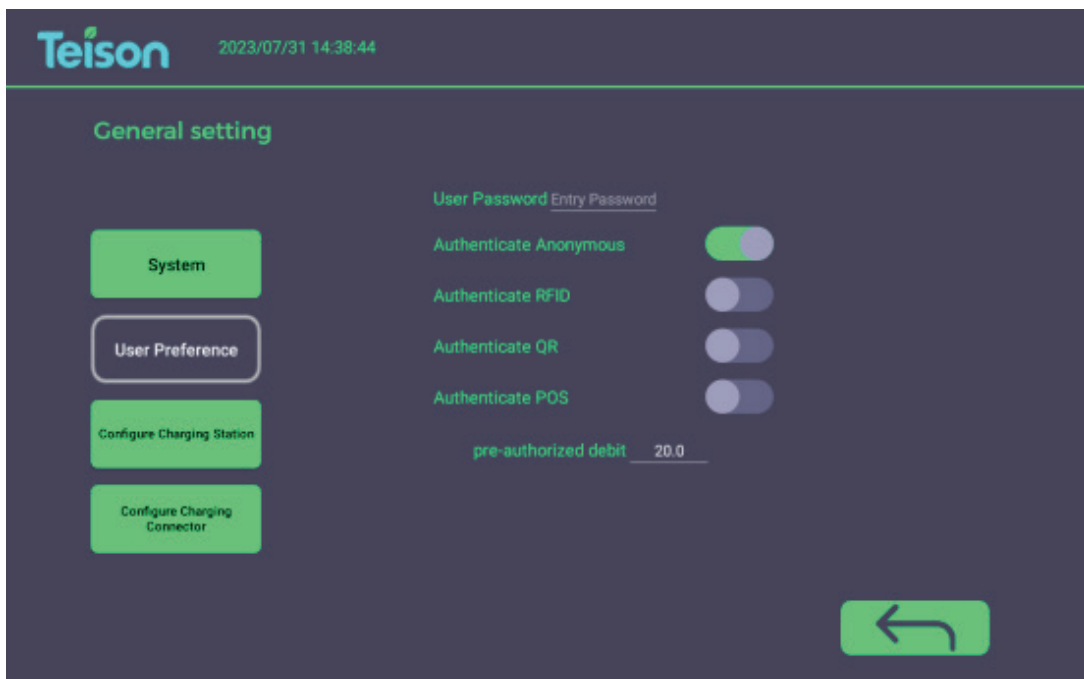 Teison
2023/07/31 14:38:44
General setting
System
User Preference
Configure Charging Station
Configure Charging
Connector
User Password Entry Password
Authenticate Anonymous
Authenticate RFID
Authenticate QR
Authenticate POS
pre-authorized debit 20.0